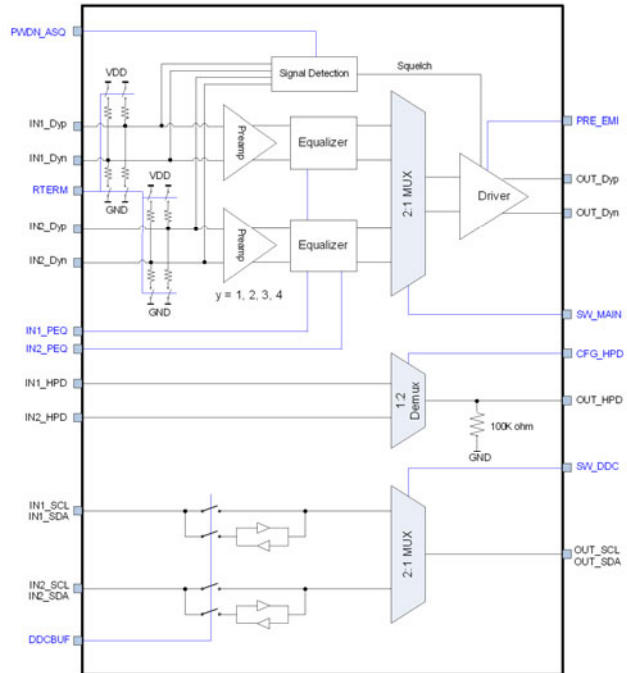 PWDN_ASQ
VDD
Signal Detection
Squelch
IN1_Dyp
IN1_Dyn
Preamp
Equalizer
PRE_EMI
RTERM
GND
VDD
2:1 MUX
Driver
OUT_Dyp
OUT_Dyn
IN2_Dyp
IN2_Dyn
Preamp
Equalizer
GND
y = 1, 2, 3, 4
SW_MAIN
IN1_PEQ
IN2_PEQ
CFG_HPD
IN1_HPD
IN2_HPD
1:2
Demux
OUT_HPD
100K ohm
GND
SW_DDC
IN1_SCL
IN1_SDA
2:1 MUX
OUT_SCL
OUT_SDA
IN2_SCL
IN2_SDA
DDCBUF